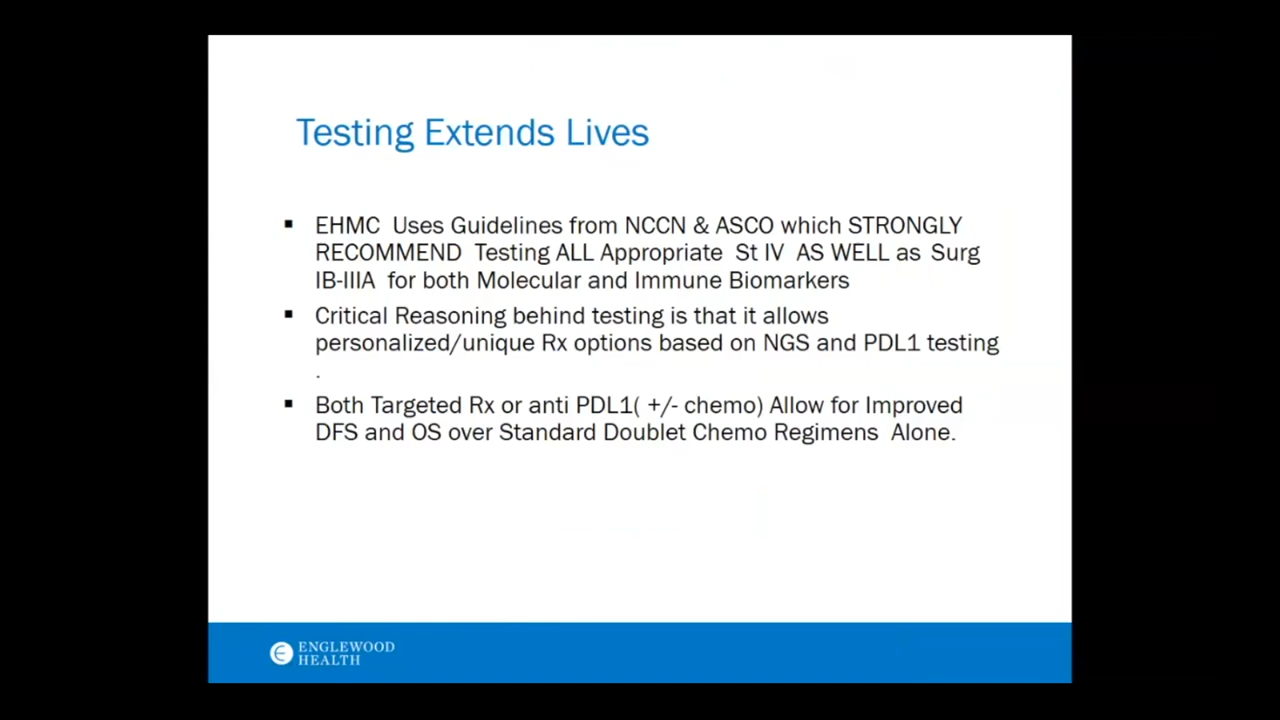 Testing Extends Lives
▪ EHMC Uses Guidelines from NCCN & ASCO which STRONGLY
RECOMMEND Testing ALL Appropriate St IV AS WELL as Surg
IB-IIIA for both Molecular and Immune Biomarkers
▪ Critical Reasoning behind testing is that it allows
personalized/unique Rx options based on NGS and PDL1 testing
.
▪ Both Targeted Rx or anti PDL1( +/- chemo) Allow for Improved
DFS and OS over Standard Doublet Chemo Regimens Alone.
ENGLEWOOD
HEALTH